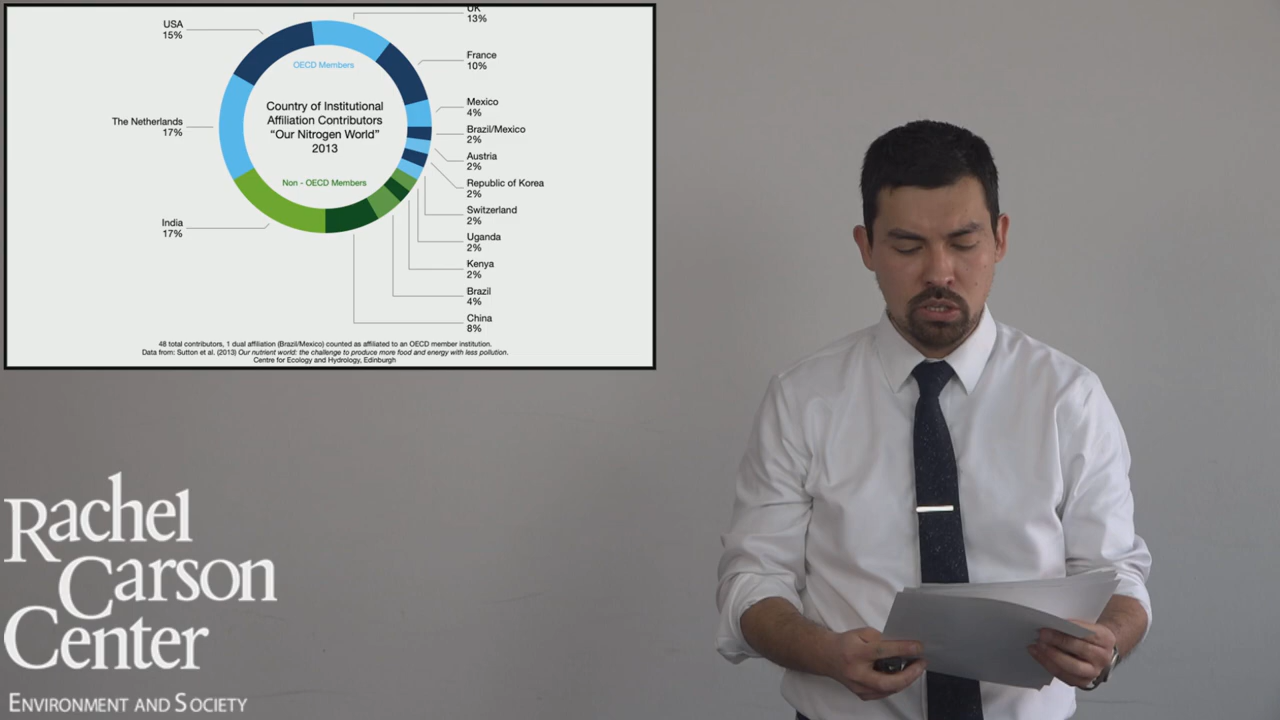 USA
15%
UK
13%
France
10%
OECD Members
Mexico
4%
Country of Institutional
Affiliation Contributors
“Our Nitrogen World”
2013
The Netherlands
17%
Brazil/Mexico
2%
Austria
2%
Non - OECD Members
Republic of Korea
2%
India
17%
Switzerland
2%
Uganda
2%
Kenya
2%
Brazil
4%
China
8%
48 total contributors, 1 dual affiliation (Brazil/Mexico) counted as affiliated to an OECD member institution.
Data from: Sutton et al. (2013) Our nutrient world: the challenge to produce more food and energy with less pollution.
Centre for Ecology and Hydrology, Edinburgh
Rachel
Carson
Center
Environment and Society